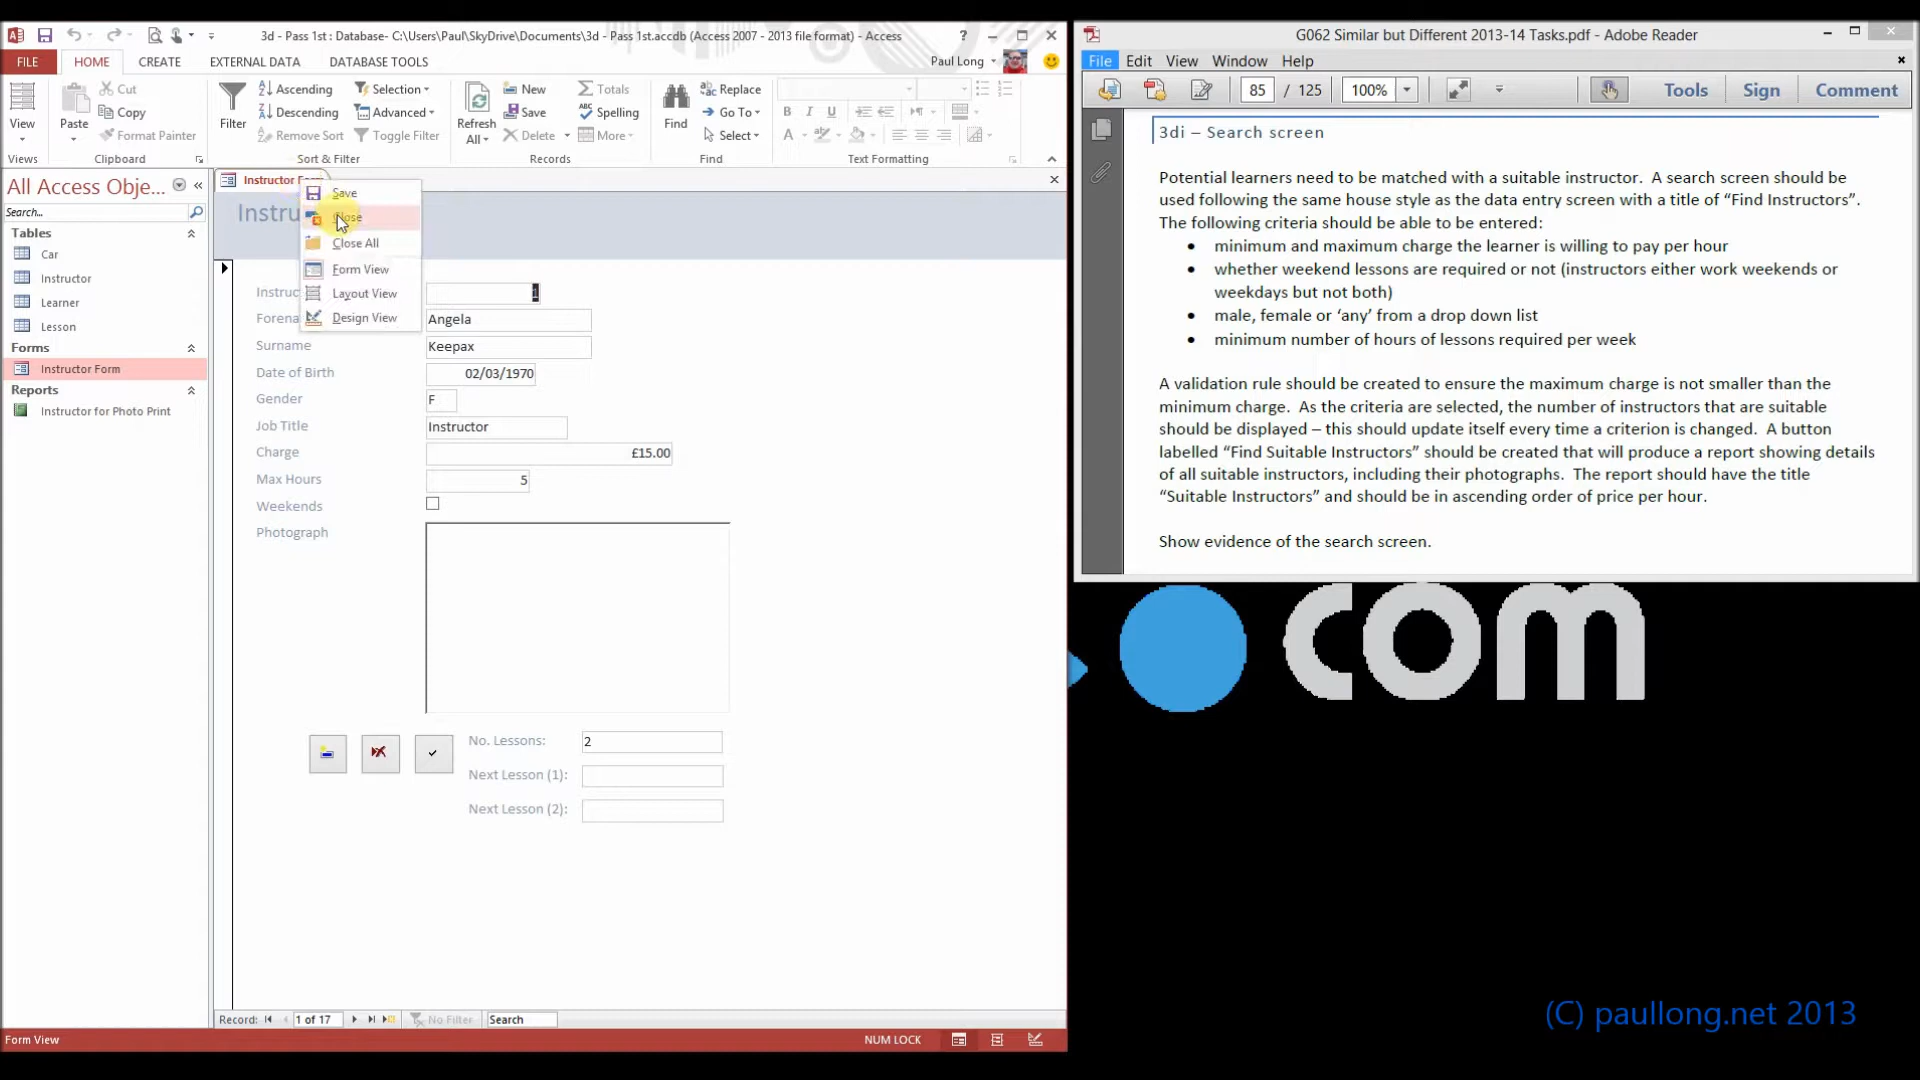 3d - Pass 1st : Database- C:\Users\Paul\SkyDrive\Documents\3d - Pass 1st.accdb (Access 2007 - 2013 file format) - Access
FILE HOME CREATE EXTERNAL DATA DATABASE TOOLS
Paul Long
View
Views
Paste
Cut
Copy
Format Painter
Clipboard
Filter
Ascending
Descending
Remove Sort
Selection
Advanced
Toggle Filter
Sort & Filter
Refresh
All
New
Save
Delete
Totals
Spelling
More
Records
Find
Replace
Go To
Select
Find
B I U
A
Text Formatting
All Access Obje...
Search...
Tables
Car
Instructor
Learner
Lesson
Forms
Instructor Form
Reports
Instructor for Photo Print
Instructor Form
Save
Close
Close All
Form View
Layout View
Design View
Instru
Instruc
Forena
Angela
Surname
Keepax
Date of Birth
02/03/1970
Gender
F
Job Title
Instructor
Charge
£15.00
Max Hours
5
Weekends
Photograph
No. Lessons:
2
Next Lesson (1):
Next Lesson (2):
Record: 1 of 17 No Filter Search
Form View
NUM LOCK
G062 Similar but Different 2013-14 Tasks.pdf - Adobe Reader
File Edit View Window Help
85 / 125 100% Tools Sign Comment
3di – Search screen
Potential learners need to be matched with a suitable instructor. A search screen should be
used following the same house style as the data entry screen with a title of “Find Instructors”.
The following criteria should be able to be entered:
• minimum and maximum charge the learner is willing to pay per hour
• whether weekend lessons are required or not (instructors either work weekends or
weekdays but not both)
• male, female or ‘any’ from a drop down list
• minimum number of hours of lessons required per week
A validation rule should be created to ensure the maximum charge is not smaller than the
minimum charge. As the criteria are selected, the number of instructors that are suitable
should be displayed – this should update itself every time a criterion is changed. A button
labelled “Find Suitable Instructors” should be created that will produce a report showing details
of all suitable instructors, including their photographs. The report should have the title
“Suitable Instructors” and should be in ascending order of price per hour.
Show evidence of the search screen.
com
(C) paullong.net 2013